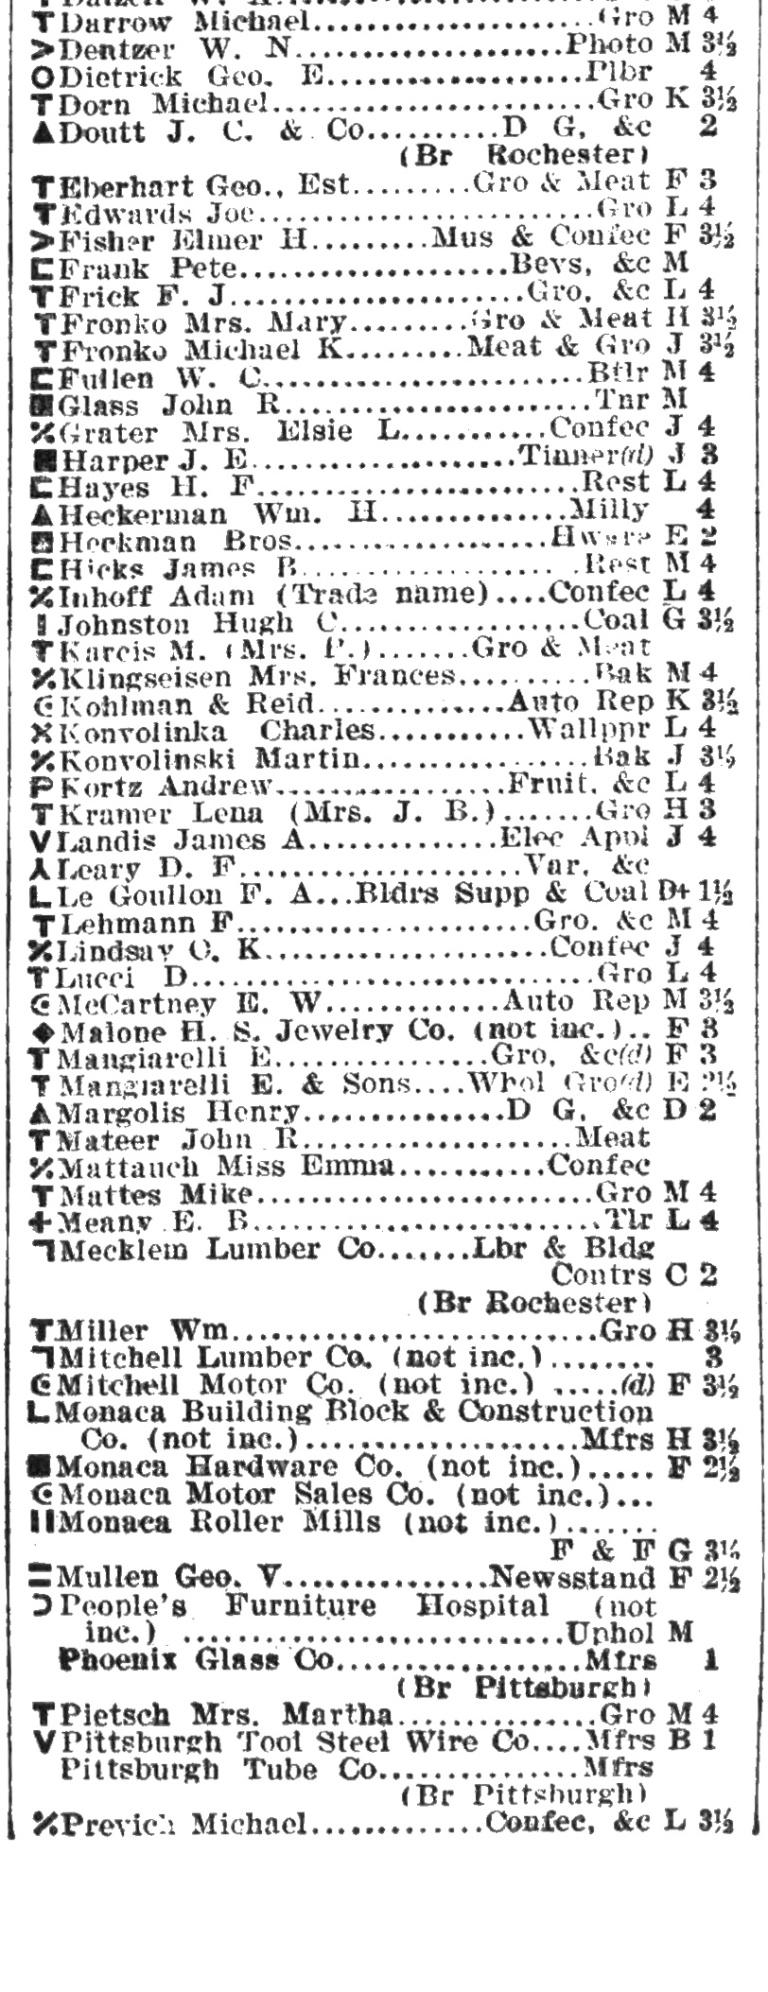 T Darrow Michael....................Gro M 4
>Dentzer W. N....................Photo M 3½
O Dietrick Geo. E....................Plbr 4
T Dorn Michael....................Gro K 3½
▲Doutt J. C. & Co..........D G, &c 2
(Br Rochester)
T Eberhart Geo., Est.........Gro & Meat F 3
T Edwards Joe....................Gro L 4
>Fisher Elmer H.........Mus & Confec F 3½
⊏Frank Pete....................Bevs, &c M
T Frick F. J....................Gro, &c L 4
T Fronko Mrs. Mary.........Gro & Meat H 3½
T Fronko Michael K.........Meat & Gro J 3½
⊏Fullen W. C....................Btlr M 4
■Glass John R....................Tnr M
⁒Grater Mrs. Elsie L...........Confec J 4
■Harper J. E....................Tinner(d) J 3
⊏Hayes H. F....................Rest L 4
▲Heckerman Wm. H..............Milly 4
■Heckman Bros....................Hware E 2
⊏Hicks James B....................Rest M 4
⁒Inhoff Adam (Trade name)....Confec L 4
Johnston Hugh C..................Coal G 3½
T Karcis M. (Mrs. P.).......Gro & Meat
⁒Klingseisen Mrs. Frances..........Bak M 4
Є Kohlman & Reid..............Auto Rep K 3½
✕Konvolinka Charles...........Wallppr L 4
⁒Konvolinski Martin................Bak J 3½
P Kortz Andrew.................Fruit, &c L 4
T Kramer Lena (Mrs. J. B.).......Gro H 3
V Landis James A.............Elec Appl J 4
⅄Leary D. F....................Var, &c
L Le Goullon F. A...Bldrs Supp & Coal D+ 1½
T Lehmann F....................Gro, &c M 4
⁒Lindsay O. K....................Confec J 4
T Lucci D....................Gro L 4
Є McCartney E. W.............Auto Rep M 3½
◆Malone H. S. Jewelry Co. (not inc.).. F 3
T Mangiarelli E.................Gro, &c(d) F 3
T Mangiarelli E. & Sons....Whol Gro(d) E 2½
▲Margolis Henry...............D G, &c D 2
T Mateer John R....................Meat
⁒Mattauch Miss Emma...........Confec
T Mattes Mike....................Gro M 4
+Meany E. B....................Tlr L 4
⅂Mecklem Lumber Co.......Lbr & Bldg
Contrs C 2
(Br Rochester)
T Miller Wm....................Gro H 3½
⅂Mitchell Lumber Co. (not inc.)........ 3
Є Mitchell Motor Co. (not inc.) .....(d) F 3½
L Monaca Building Block & Construction
Co. (not inc.)....................Mfrs H 3½
■Monaca Hardware Co. (not inc.)..... F 2½
Є Monaca Motor Sales Co. (not inc.)...
II Monaca Roller Mills (not inc.).......
F & F G 3½
=Mullen Geo. V................Newsstand F 2½
Ɔ People's Furniture Hospital (not
inc.) ...........................Uphol M
Phoenix Glass Co....................Mfrs 1
(Br Pittsburgh)
T Pietsch Mrs. Martha...............Gro M 4
V Pittsburgh Tool Steel Wire Co....Mfrs B 1
Pittsburgh Tube Co...............Mfrs
(Br Pittsburgh)
⁒Previch Michael.............Confec, &c L 3½